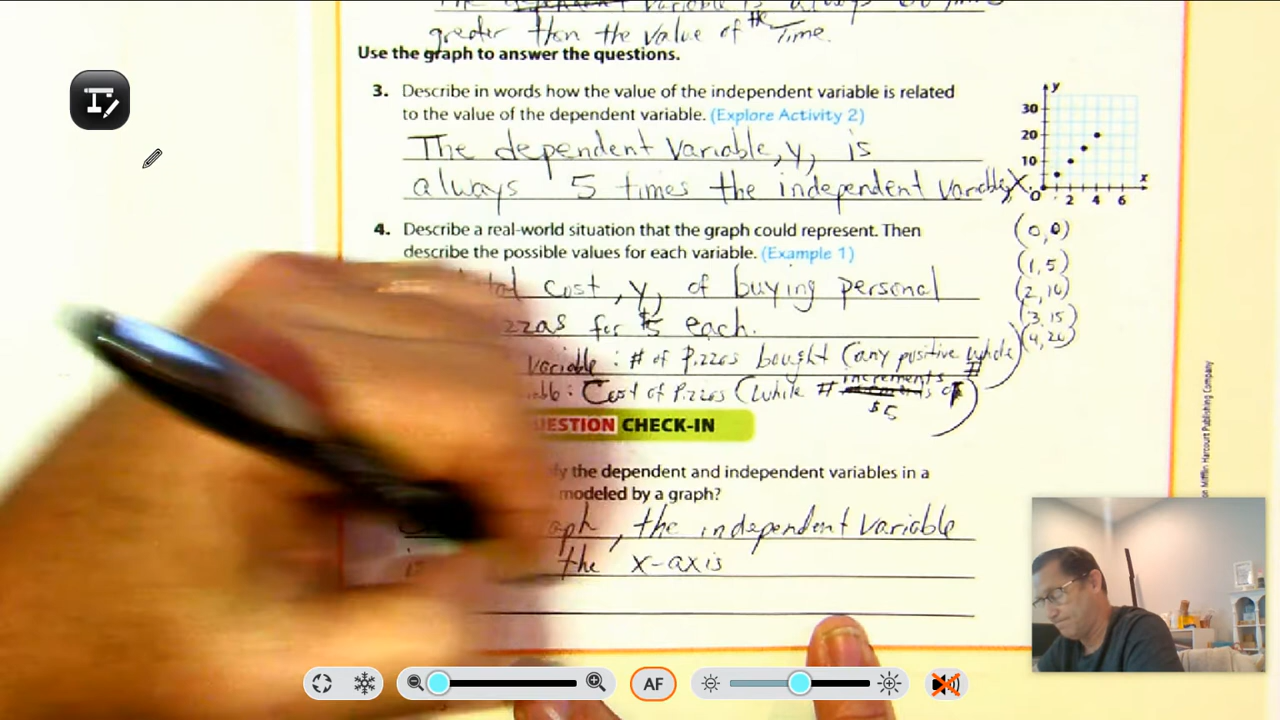 greater than the value of the Time.
Use the graph to answer the questions.
3. Describe in words how the value of the independent variable is related
to the value of the dependent variable. (Explore Activity 2)
The dependent variable, y, is
always 5 times the independent variable, x.
y
30
20
10
O
2 4 6
x
4. Describe a real-world situation that the graph could represent. Then
describe the possible values for each variable. (Example 1)
(0,0)
(1,5)
(2,10)
(3,15)
(4,20)
cost, y, of buying personal
for $5 each.
variable: # of Pizzas bought (any positive whole #)
: Cost of Pizzas (while # increments of $5)
CHECK-IN
the dependent and independent variables in a
modeled by a graph?
, the independent variable
the x-axis
Mifflin Harcourt Publishing Company
AF